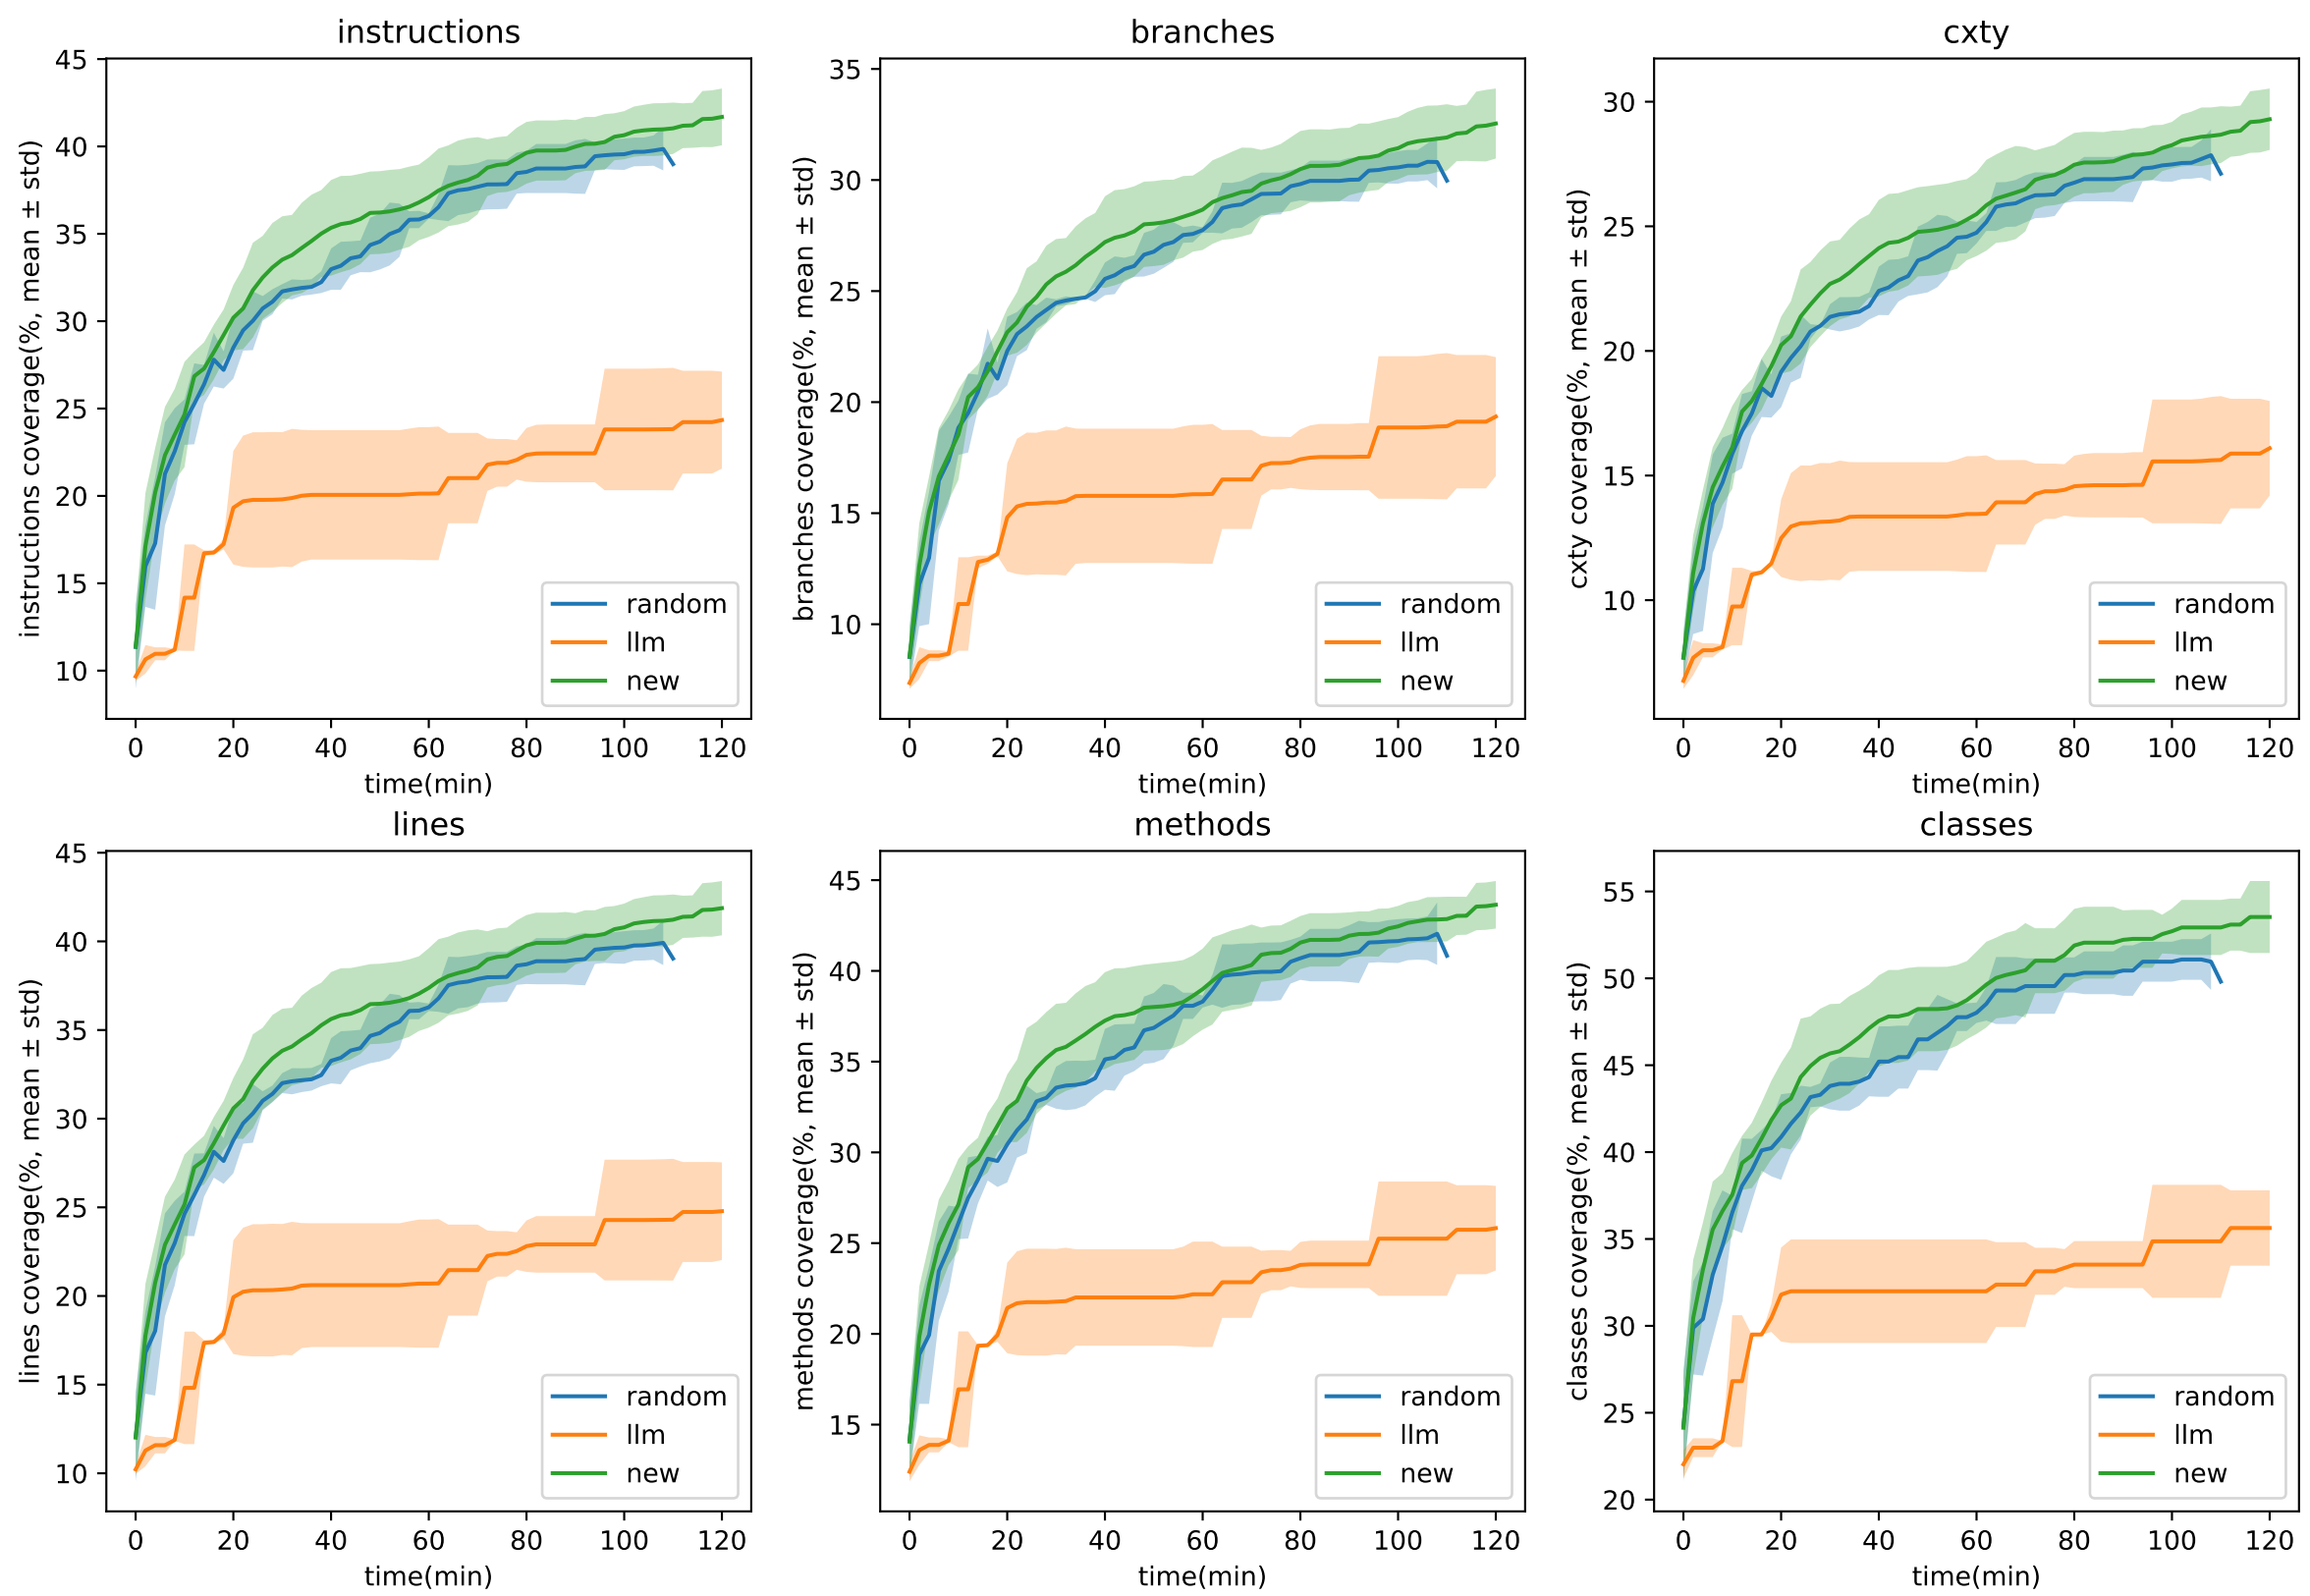 instructions
instructions coverage(%, mean ± std)
45
40
35
30
25
20
15
10
0 20 40 60 80 100 120
time(min)
random
llm
new
branches
branches coverage(%, mean ± std)
35
30
25
20
15
10
0 20 40 60 80 100 120
time(min)
random
llm
new
cxty
cxty coverage(%, mean ± std)
30
25
20
15
10
0 20 40 60 80 100 120
time(min)
random
llm
new
lines
lines coverage(%, mean ± std)
45
40
35
30
25
20
15
10
0 20 40 60 80 100 120
time(min)
random
llm
new
methods
methods coverage(%, mean ± std)
45
40
35
30
25
20
15
0 20 40 60 80 100 120
time(min)
random
llm
new
classes
classes coverage(%, mean ± std)
55
50
45
40
35
30
25
20
0 20 40 60 80 100 120
time(min)
random
llm
new